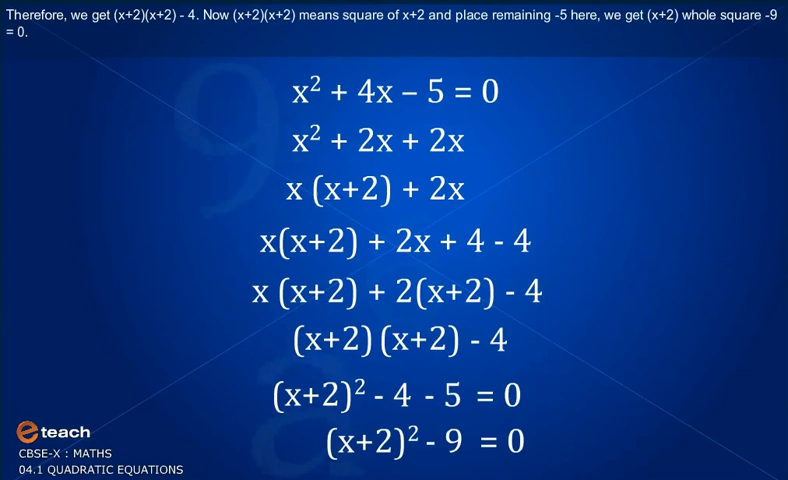 Therefore, we get (x+2)(x+2) - 4. Now (x+2)(x+2) means square of x+2 and place remaining -5 here, we get (x+2) whole square -9
= 0.
x² + 4x – 5 = 0
x² + 2x + 2x
x (x+2) + 2x
x(x+2) + 2x + 4 - 4
x (x+2) + 2(x+2) - 4
(x+2) (x+2) - 4
(x+2)² - 4 - 5 = 0
(x+2)² - 9 = 0
e teach
CBSE-X : MATHS
04.1 QUADRATIC EQUATIONS